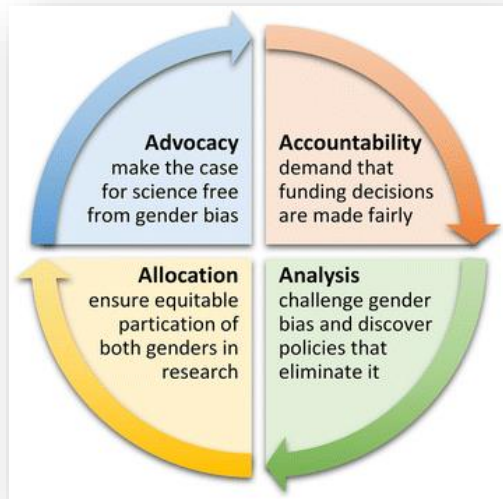 Advocacy
make the case
for science free
from gender bias
Accountability
demand that
funding decisions
are made fairly
Allocation
ensure equitable
partication of
both genders in
research
Analysis
challenge gender
bias and discover
policies that
eliminate it